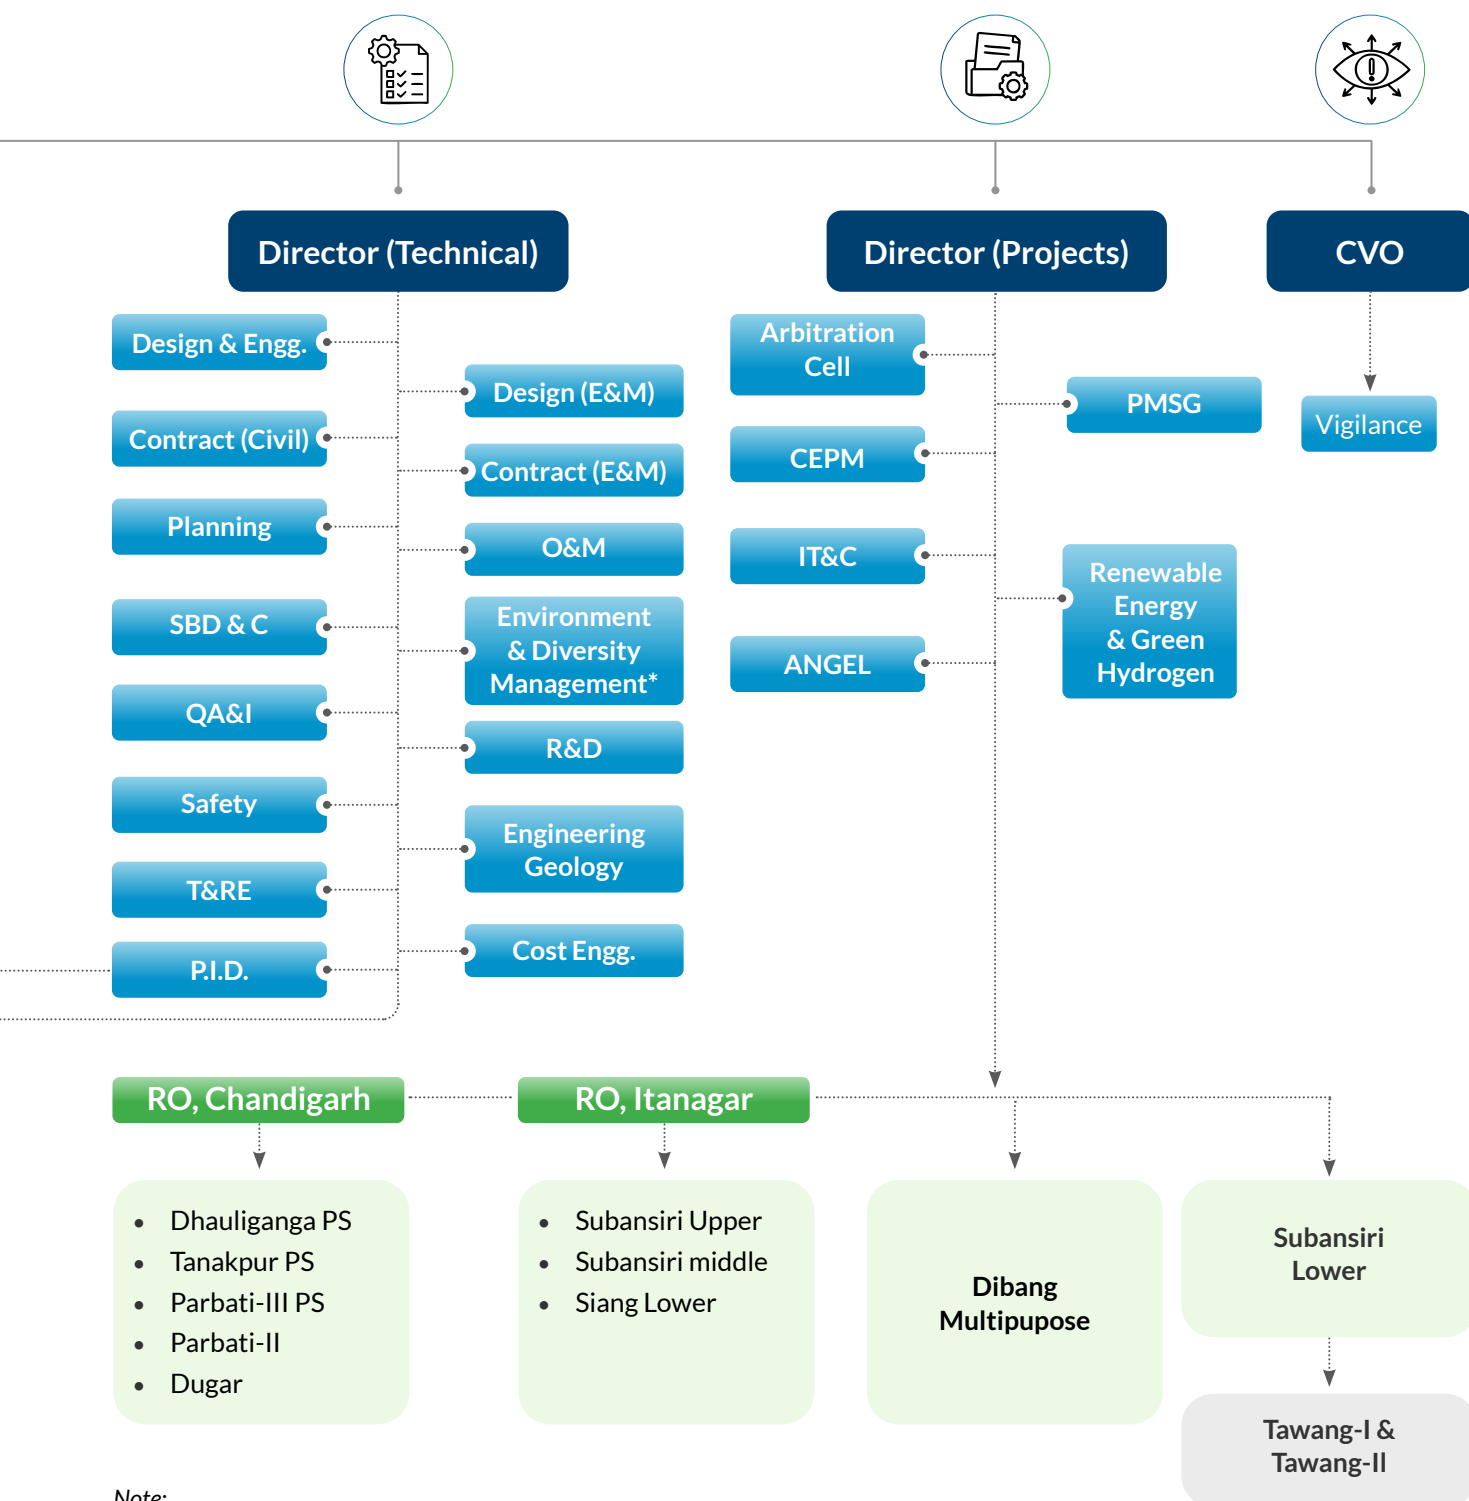 Director (Technical)
Director (Projects)
CVO
Design & Engg.
Contract (Civil)
Planning
SBD & C
QA&I
Safety
T&RE
P.I.D.
Design (E&M)
Contract (E&M)
O&M
Environment
& Diversity
Management*
R&D
Engineering
Geology
Cost Engg.
Arbitration
Cell
CEPM
IT&C
ANGEL
PMSG
Renewable
Energy
& Green
Hydrogen
Vigilance
RO, Chandigarh
• Dhauliganga PS
• Tanakpur PS
• Parbati-III PS
• Parbati-II
• Dugar
RO, Itanagar
• Subansiri Upper
• Subansiri middle
• Siang Lower
Dibang
Multipupose
Subansiri
Lower
Tawang-I &
Tawang-II
Note: